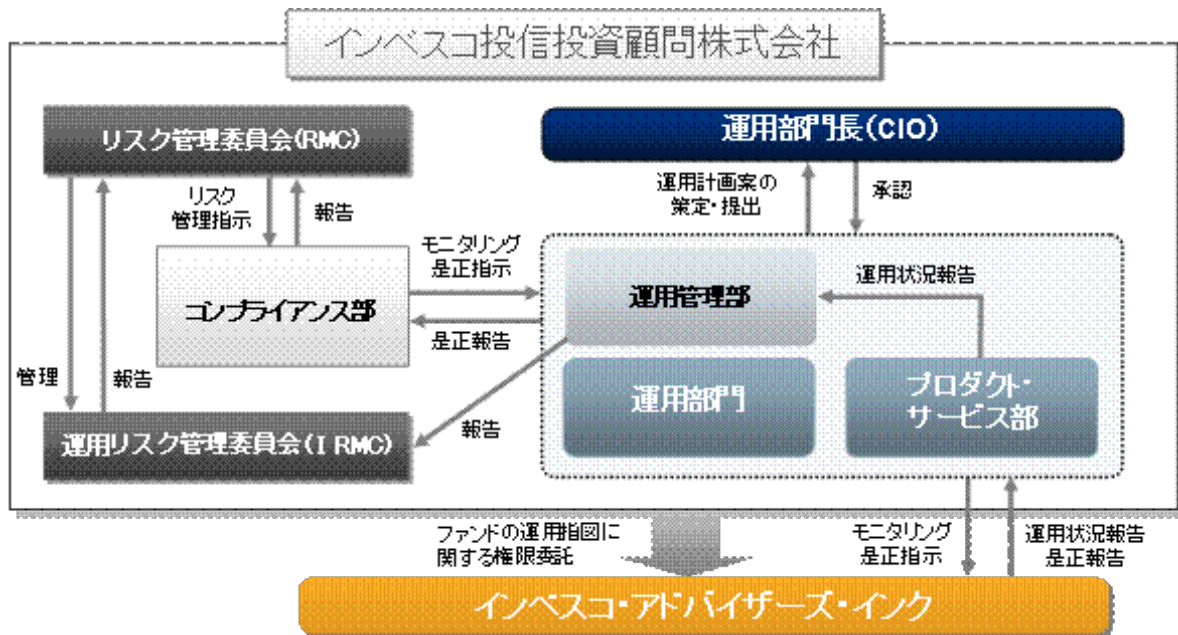 インベスコ投信投資顧問株式会社
リスク管理委員会(RMC)
運用部門長(CIO)
リスク
管理指示
報告
運用計画案の
策定・提出
承認
モニタリング
是正指示
コンプライアンス部
運用管理部
運用状況報告
是正報告
管理
報告
運用部門
プロダクト・
サービス部
報告
運用リスク管理委員会(I RMC)
ファンドの運用指図に
関する権限委託
モニタリング
是正指示
運用状況報告
是正報告
インベスコ・アドバイザーズ・インク